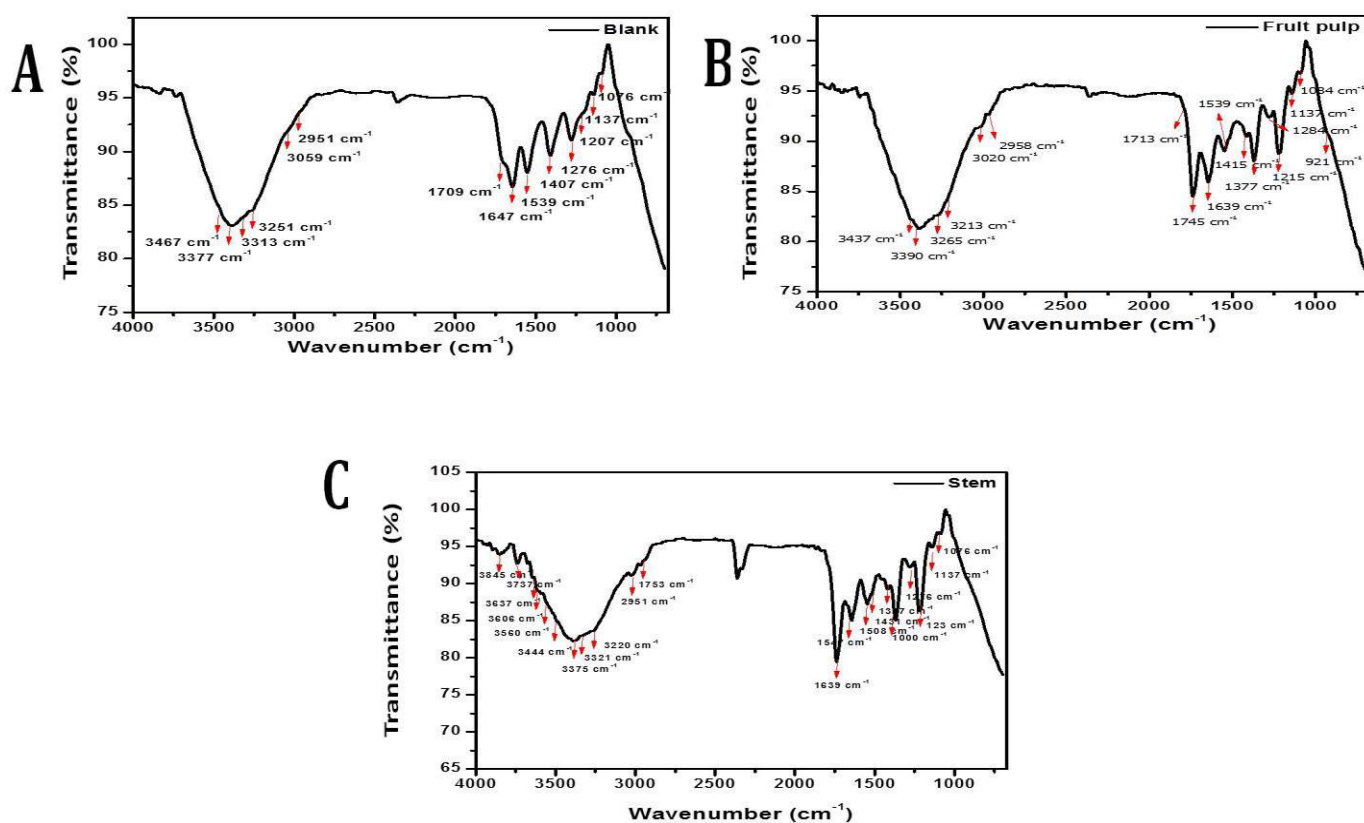 A
Blank
Transmittance (%)
100
95
90
85
80
75
1076 cm⁻¹
1137 cm⁻¹
1207 cm⁻¹
1276 cm⁻¹
1407 cm⁻¹
1539 cm⁻¹
1647 cm⁻¹
1709 cm⁻¹
2951 cm⁻¹
3059 cm⁻¹
3251 cm⁻¹
3313 cm⁻¹
3377 cm⁻¹
3467 cm⁻¹
4000 3500 3000 2500 2000 1500 1000
Wavenumber (cm⁻¹)
B
Fruit pulp
Transmittance (%)
100
95
90
85
80
75
1084 cm⁻¹
1137 cm⁻¹
1284 cm⁻¹
921 cm⁻¹
1215 cm⁻¹
1377 cm⁻¹
1415 cm⁻¹
1539 cm⁻¹
1639 cm⁻¹
1745 cm⁻¹
1713 cm⁻¹
2958 cm⁻¹
3020 cm⁻¹
3213 cm⁻¹
3265 cm⁻¹
3390 cm⁻¹
3437 cm⁻¹
4000 3500 3000 2500 2000 1500 1000
Wavenumber (cm⁻¹)
C
Stem
Transmittance (%)
105
100
95
90
85
80
75
70
65
3845 cm⁻¹
3737 cm⁻¹
3637 cm⁻¹
3606 cm⁻¹
3560 cm⁻¹
3444 cm⁻¹
3375 cm⁻¹
3321 cm⁻¹
3220 cm⁻¹
2951 cm⁻¹
1753 cm⁻¹
1639 cm⁻¹
1508 cm⁻¹
1431 cm⁻¹
1000 cm⁻¹
1276 cm⁻¹
123 cm⁻¹
1137 cm⁻¹
1076 cm⁻¹
4000 3500 3000 2500 2000 1500 1000
Wavenumber (cm⁻¹)